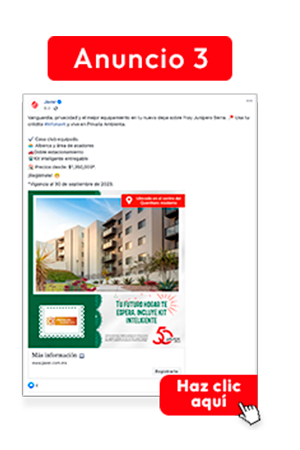 Anuncio 3
Javer
Vanguardia, privacidad y el mejor equipamiento en tu nuevo depa sobre Fray Junípero Serra. Usa tu
crédito #Infonavit y vive en Privada Ambienta.
Casa club equipada
Alberca y área de asadores
Doble estacionamiento
Kit inteligente entregable
Precios desde: $1,350,000*.
¡Regístrate!
*Vigencia al 30 de septiembre de 2025.
Ubicado en el centro del
Querétaro moderno
TU FUTURO HOGAR TE
ESPERA, INCLUYE KIT
INTELIGENTE
50
Más información
www.javer.com.mx
Registrarte
Haz clic
aquí